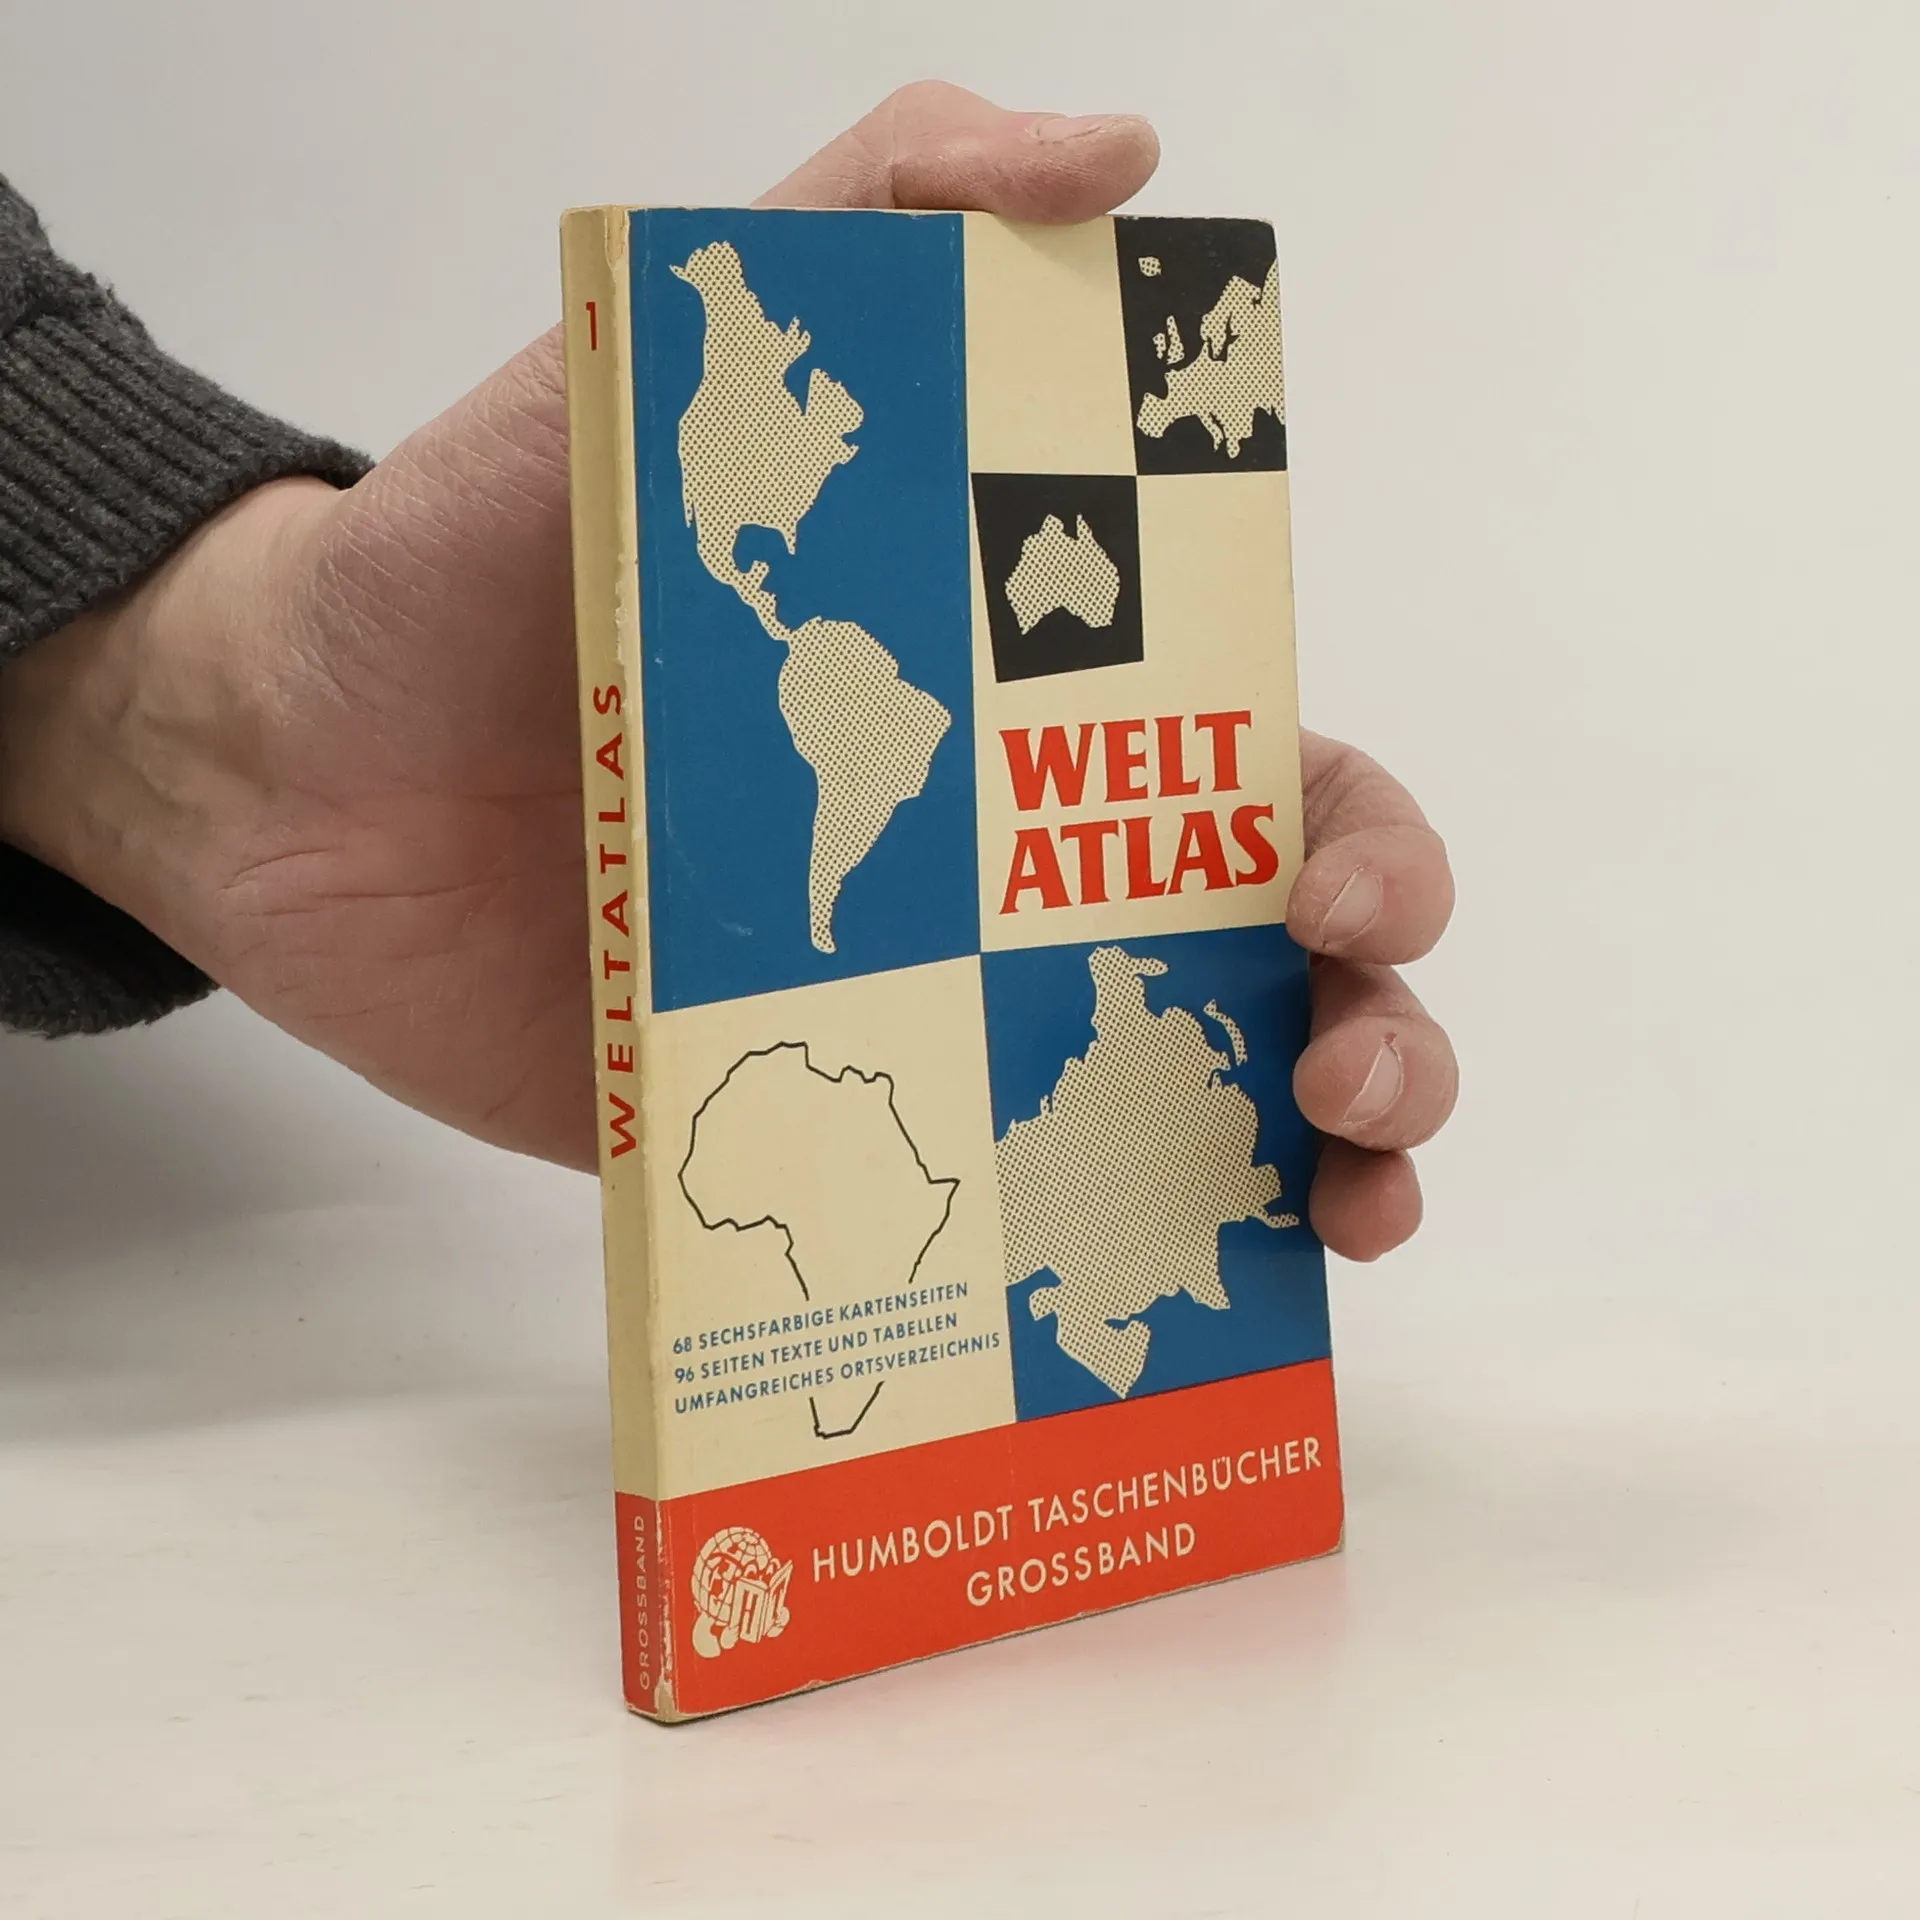 1
WELTATLAS
GROSSBAND
WELT
ATLAS
68 SECHSFARBIGE KARTENSEITEN
96 SEITEN TEXTE UND TABELLEN
UMFANGREICHES ORTSVERZEICHNIS
HUMBOLDT TASCHENBÜCHER
GROSSBAND